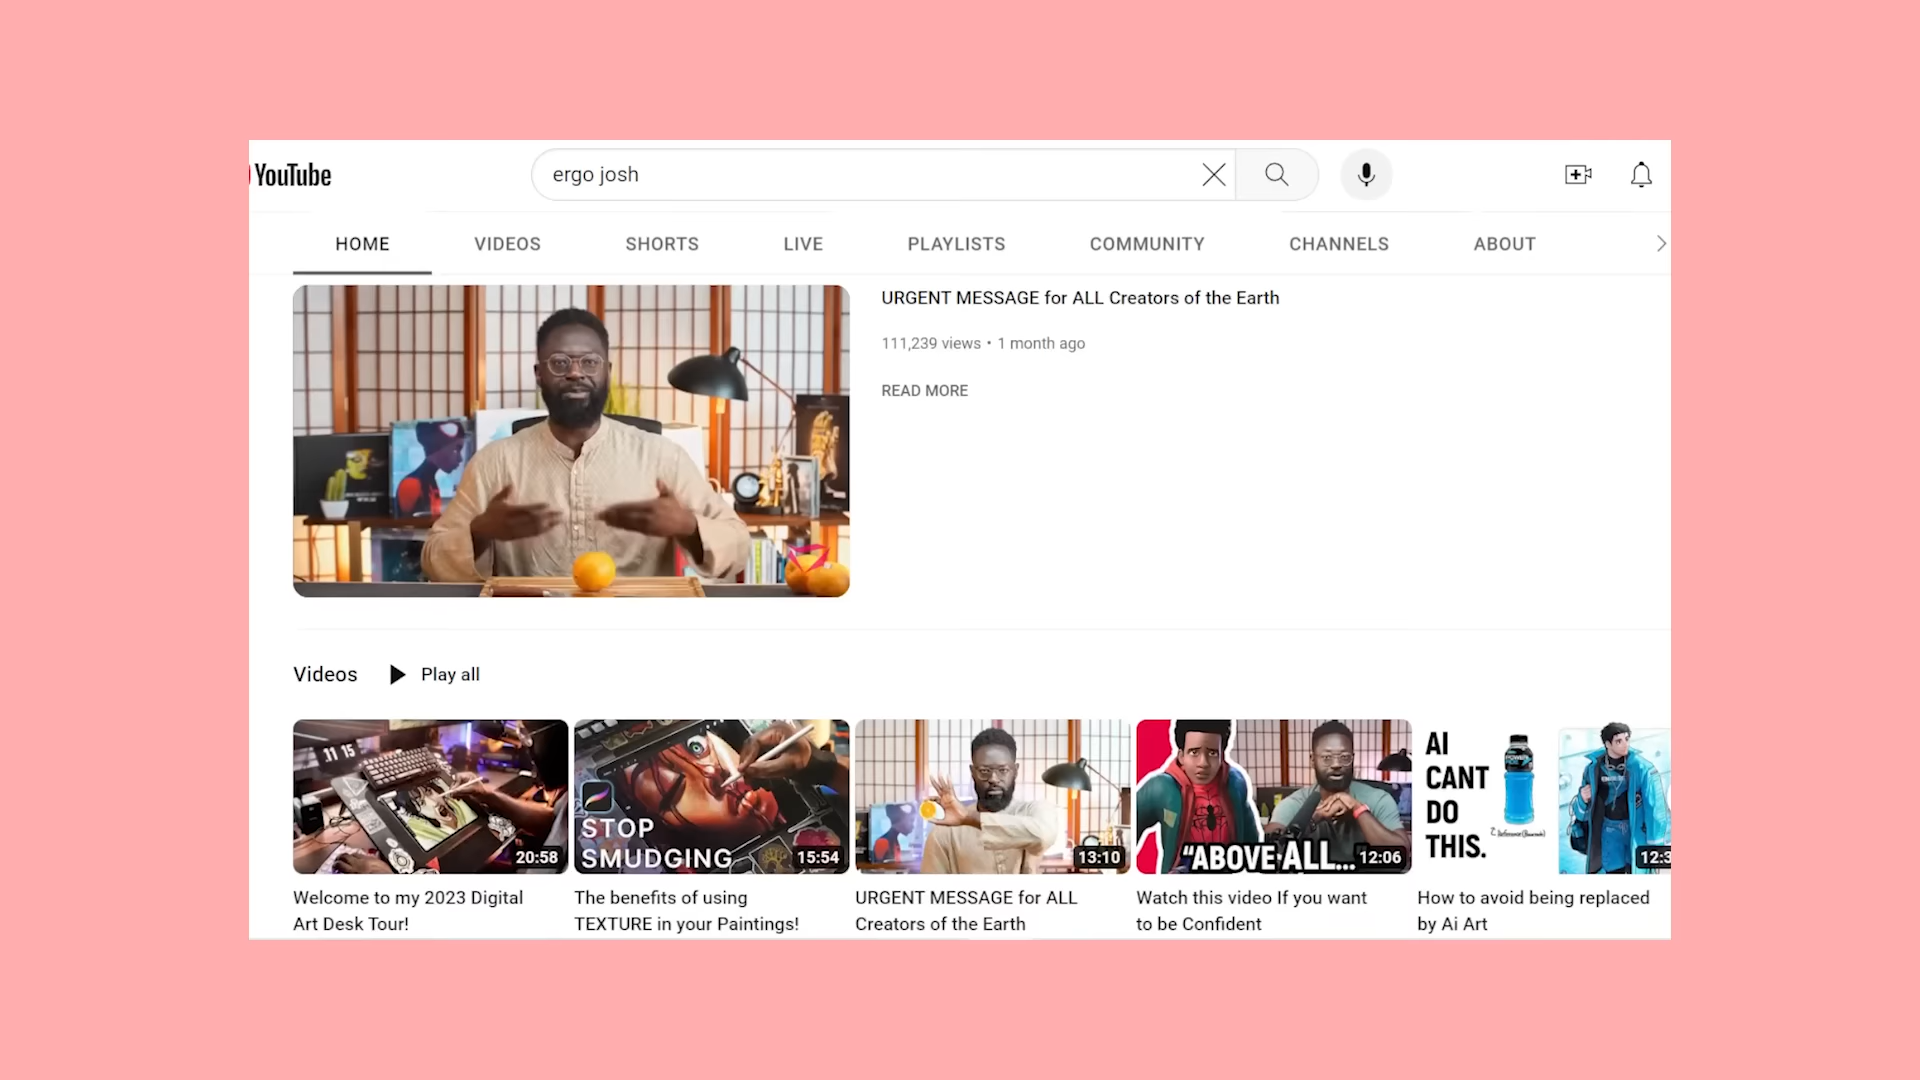 YouTube
ergo josh
HOME VIDEOS SHORTS LIVE PLAYLISTS COMMUNITY CHANNELS ABOUT
URGENT MESSAGE for ALL Creators of the Earth
111,239 views • 1 month ago
READ MORE
Videos Play all
11 15
20:58
STOP
SMUDGING
15:54
13:10
"ABOVE ALL...
12:06
AI
CANT
DO
THIS.
Welcome to my 2023 Digital
Art Desk Tour!
The benefits of using
TEXTURE in your Paintings!
URGENT MESSAGE for ALL
Creators of the Earth
Watch this video If you want
to be Confident
How to avoid being replaced
by Ai Art